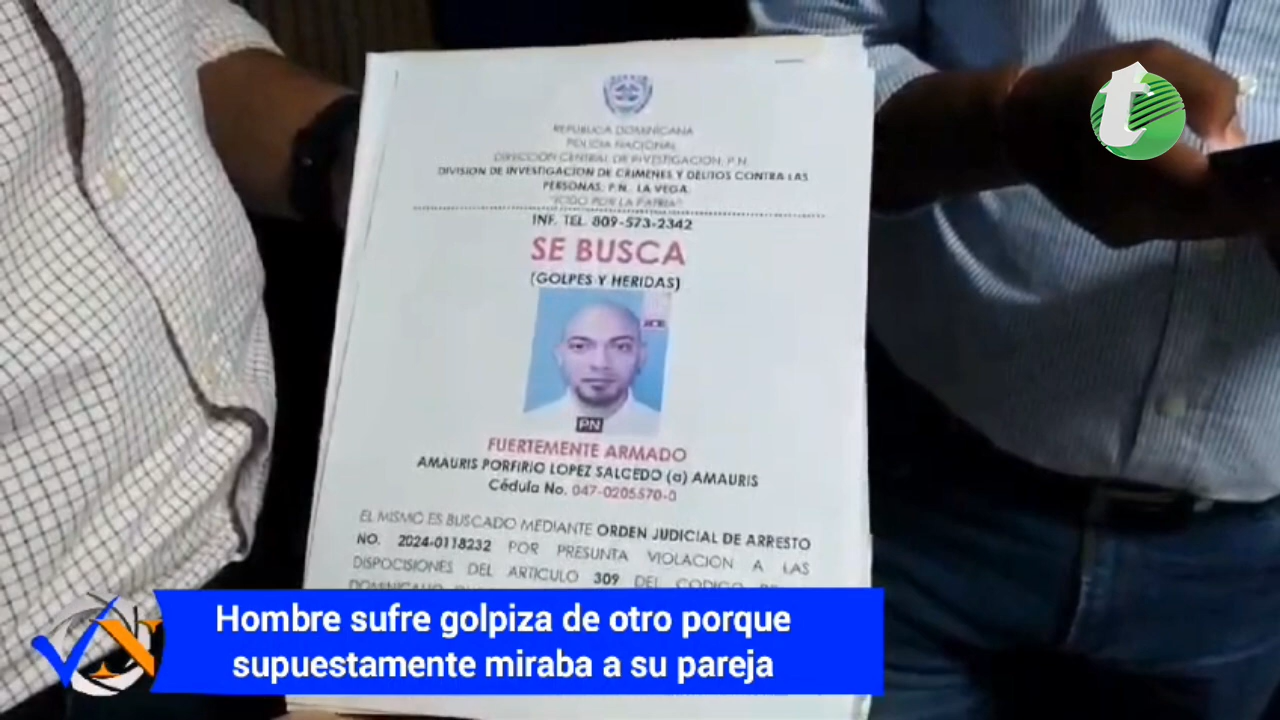 REPUBLICA DOMINICANA
POLICIA NACIONAL
DIRECCION CENTRAL DE INVESTIGACION, P.N.
DIVISION DE INVESTIGACION DE CRIMENES Y DELITOS CONTRA LAS
PERSONAS, P.N., LA VEGA.
"TODO POR LA PATRIA"
INF. TEL. 809-573-2342
SE BUSCA
(GOLPES Y HERIDAS)
JCE
PN
FUERTEMENTE ARMADO
AMAURIS PORFIRIO LOPEZ SALCEDO (a) AMAURIS
Cédula No. 047-0205570-0
EL MISMO ES BUSCADO MEDIANTE ORDEN JUDICIAL DE ARRESTO
NO. 2024-0118232 POR PRESUNTA VIOLACION A LAS
DISPOCISIONES DEL ARTICULO 309 DEL CODIGO
DOMINICANO
Hombre sufre golpiza de otro porque
supuestamente miraba a su pareja
t